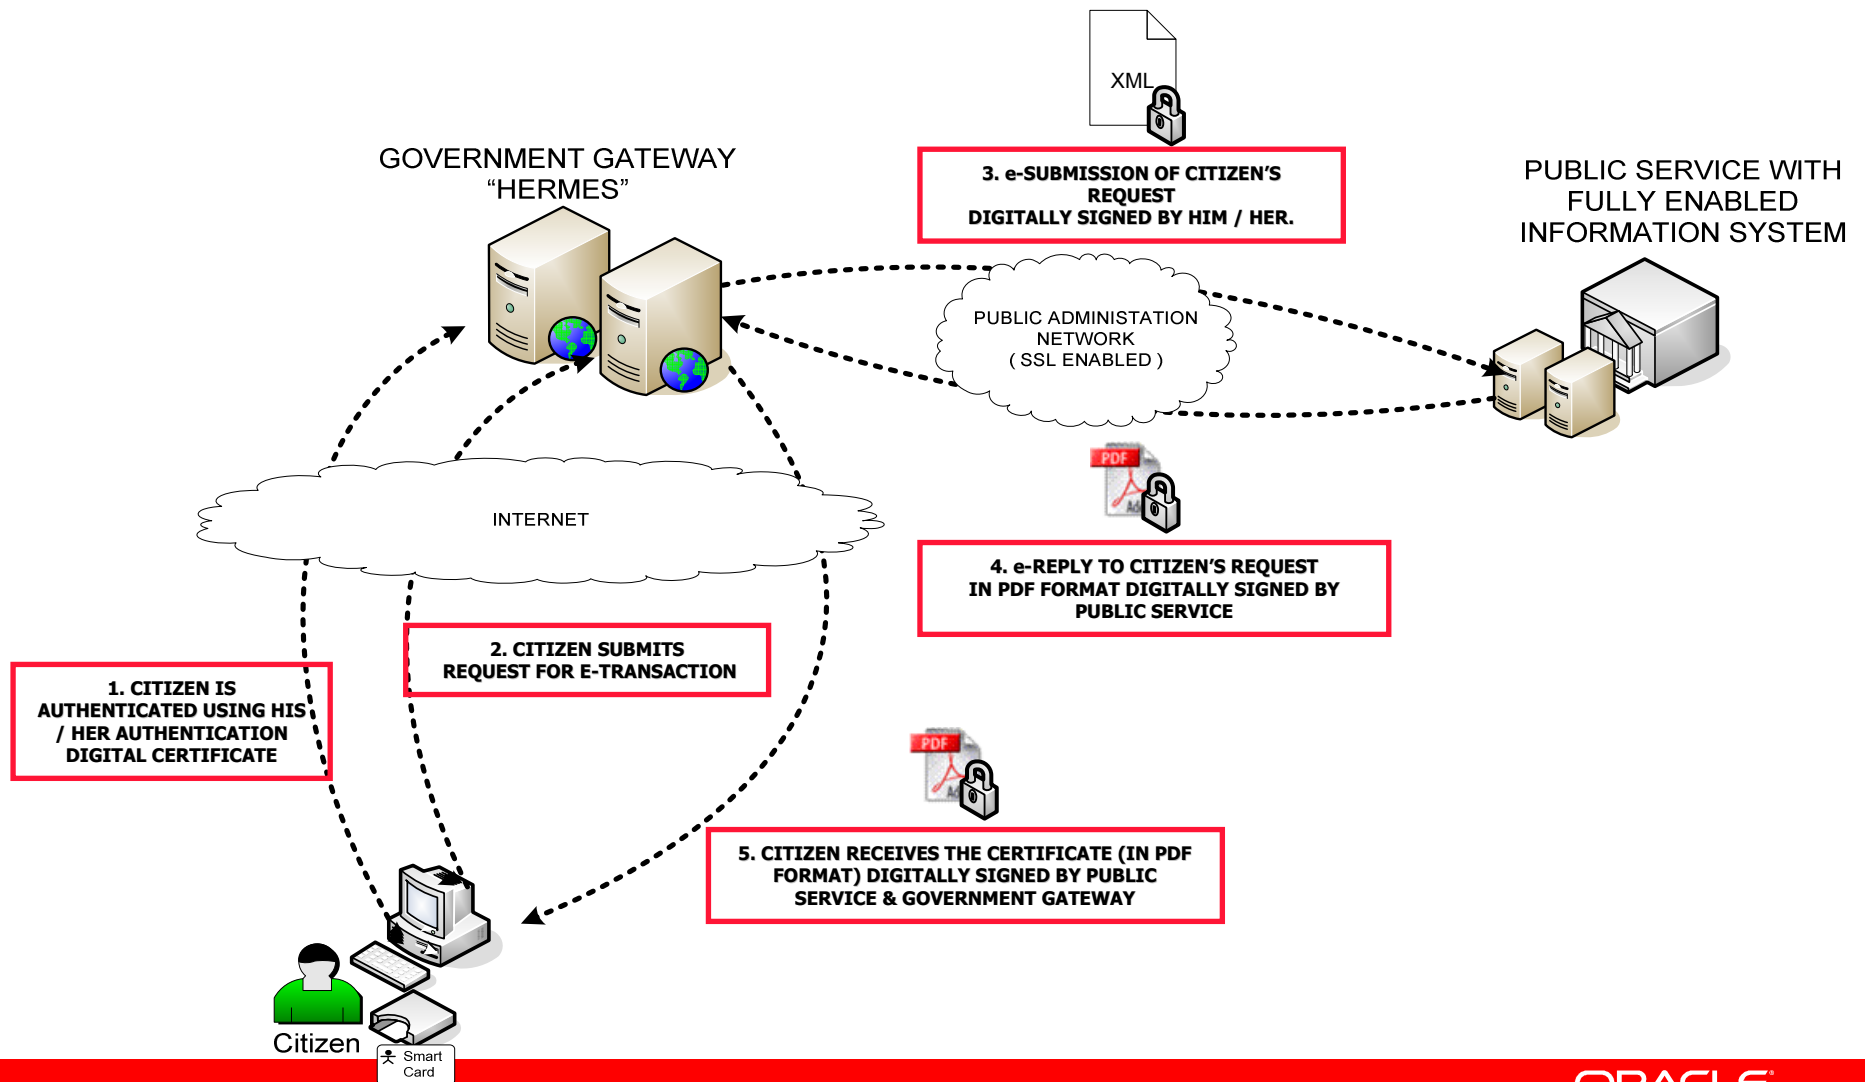 XML
GOVERNMENT GATEWAY
“HERMES”
3. e-SUBMISSION OF CITIZEN’S
REQUEST
DIGITALLY SIGNED BY HIM / HER.
PUBLIC SERVICE WITH
FULLY ENABLED
INFORMATION SYSTEM
PUBLIC ADMINISTATION
NETWORK
( SSL ENABLED )
PDF
INTERNET
4. e-REPLY TO CITIZEN’S REQUEST
IN PDF FORMAT DIGITALLY SIGNED BY
PUBLIC SERVICE
2. CITIZEN SUBMITS
REQUEST FOR E-TRANSACTION
1. CITIZEN IS
AUTHENTICATED USING HIS
/ HER AUTHENTICATION
DIGITAL CERTIFICATE
PDF
5. CITIZEN RECEIVES THE CERTIFICATE (IN PDF
FORMAT) DIGITALLY SIGNED BY PUBLIC
SERVICE & GOVERNMENT GATEWAY
Citizen
Smart
Card
ORACLE